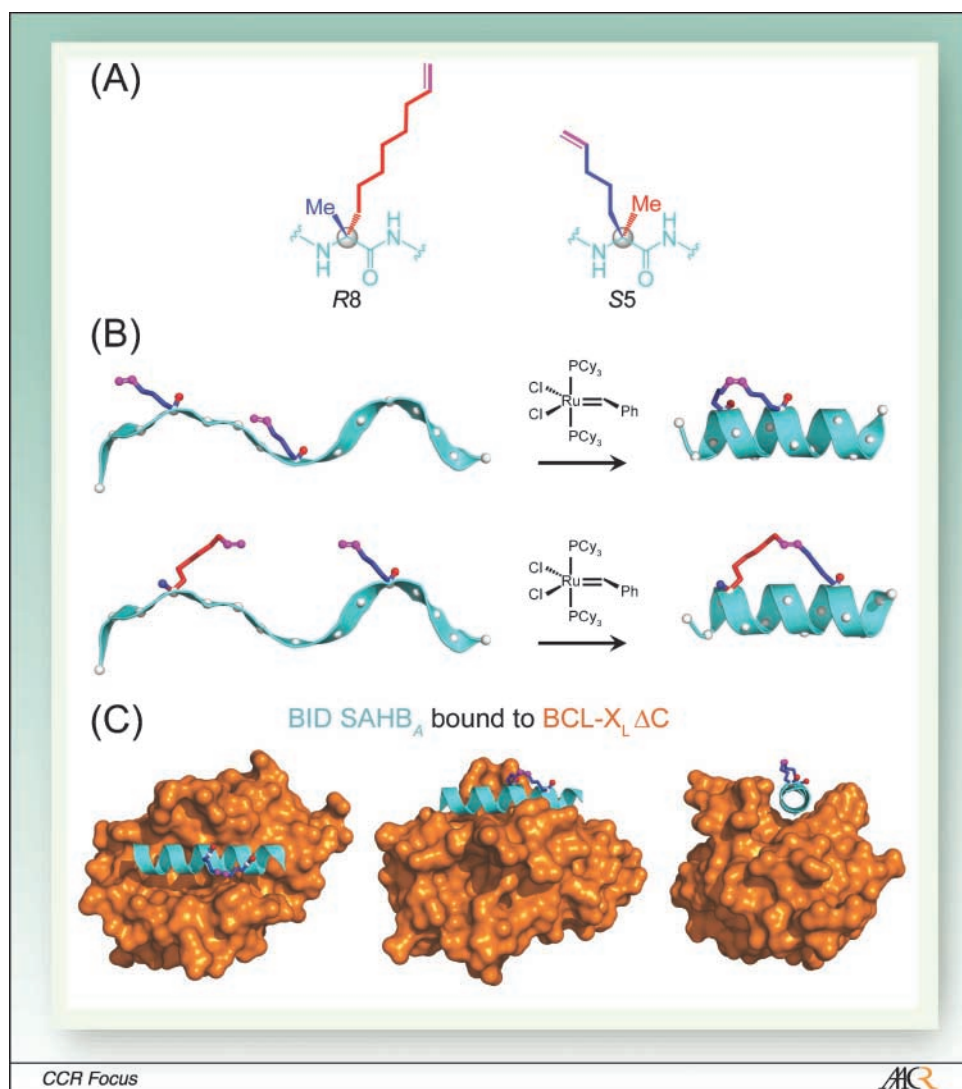 (A)
Me
Me
N
H
O
H
N
N
H
O
H
N
R8
S5
(B)
PCy3
Cl
Cl
Ru
Ph
PCy3
PCy3
Cl
Cl
Ru
Ph
PCy3
(C)
BID SAHBA bound to BCL-XL ΔC
CCR Focus
AACR